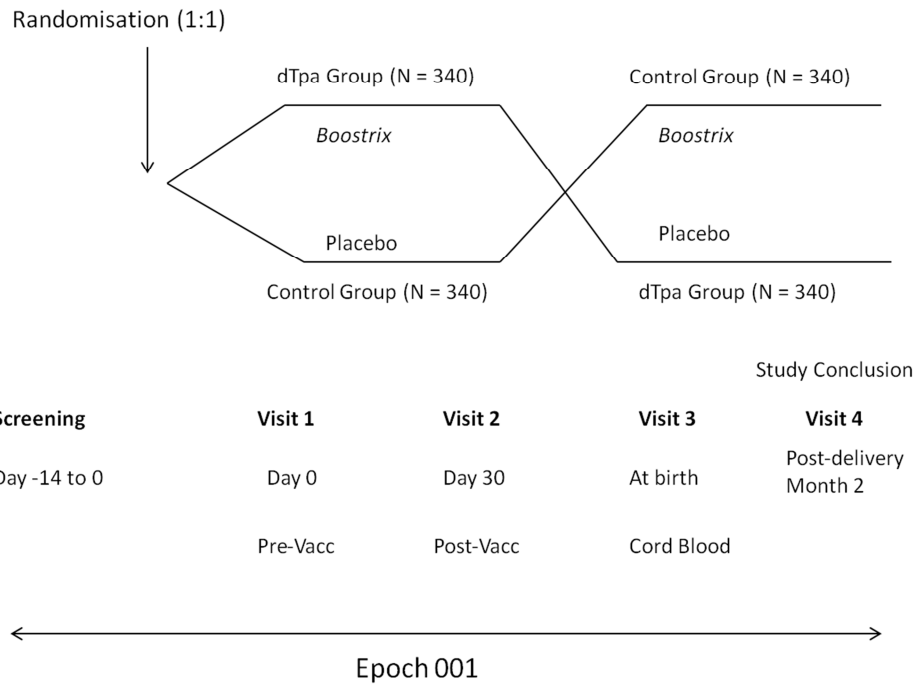 Randomisation (1:1)
dTpa Group (N = 340)
Control Group (N = 340)
Boostrix
Boostrix
Placebo
Placebo
Control Group (N = 340)
dTpa Group (N = 340)
Study Conclusion
Screening
Visit 1
Visit 2
Visit 3
Visit 4
Day -14 to 0
Day 0
Day 30
At birth
Post-delivery
Month 2
Pre-Vacc
Post-Vacc
Cord Blood
Epoch 001